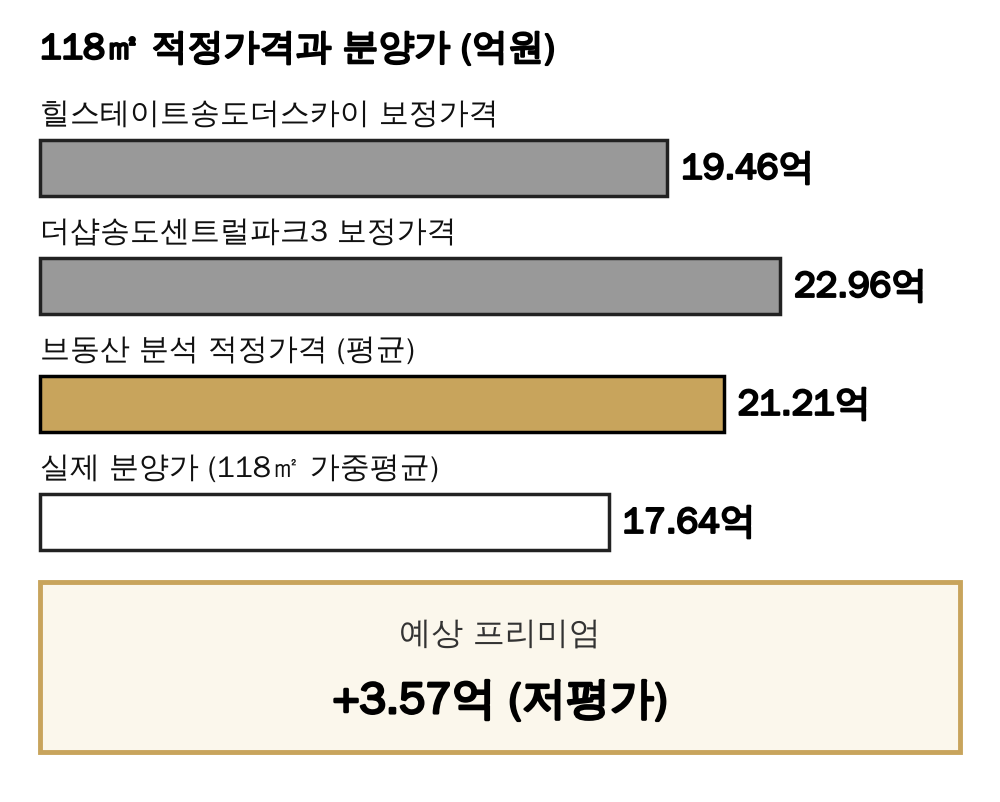 118㎡ 적정가격과 분양가 (억원)
힐스테이트송도더스카이 보정가격
19.46억
더샵송도센트럴파크3 보정가격
22.96억
브동산 분석 적정가격 (평균)
21.21억
실제 분양가 (118㎡ 가중평균)
17.64억
예상 프리미엄
+3.57억 (저평가)